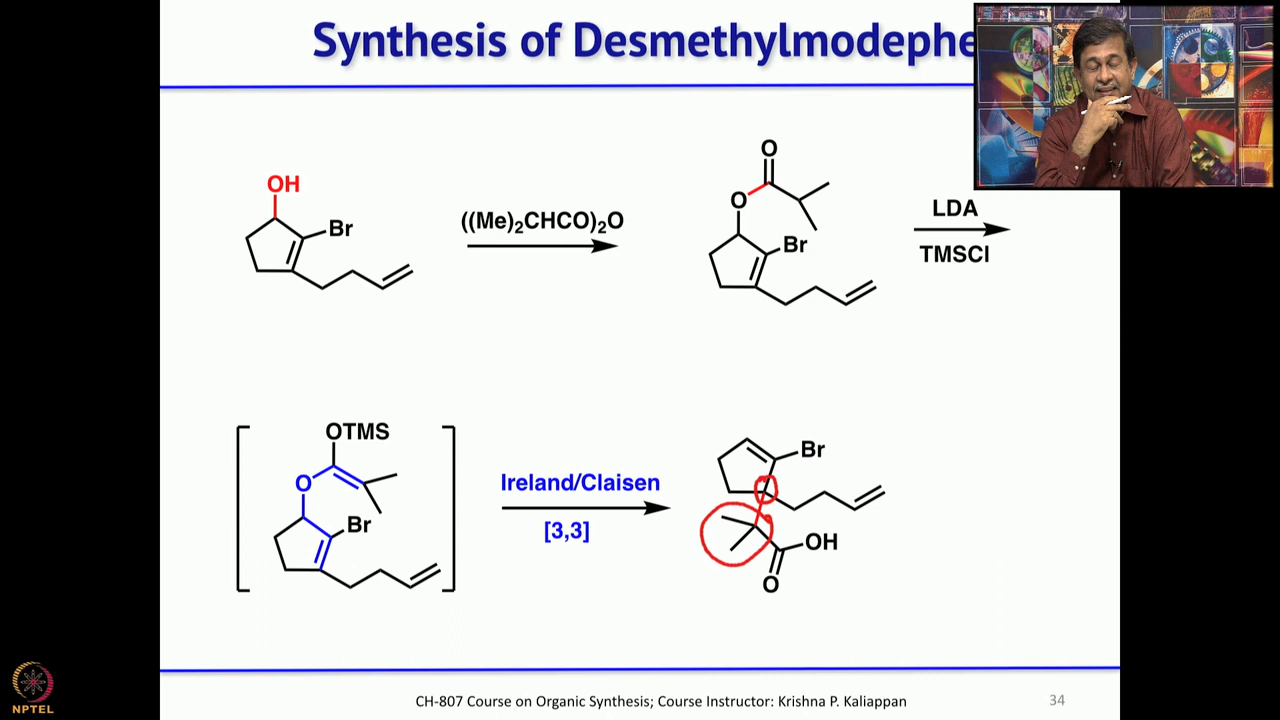 Synthesis of Desmethylmodephe
OH
Br
((Me)₂CHCO)₂O
O
O
Br
LDA
TMSCl
OTMS
O
Br
Ireland/Claisen
[3,3]
Br
OH
O
CH-807 Course on Organic Synthesis; Course Instructor: Krishna P. Kaliappan
34
NPTEL